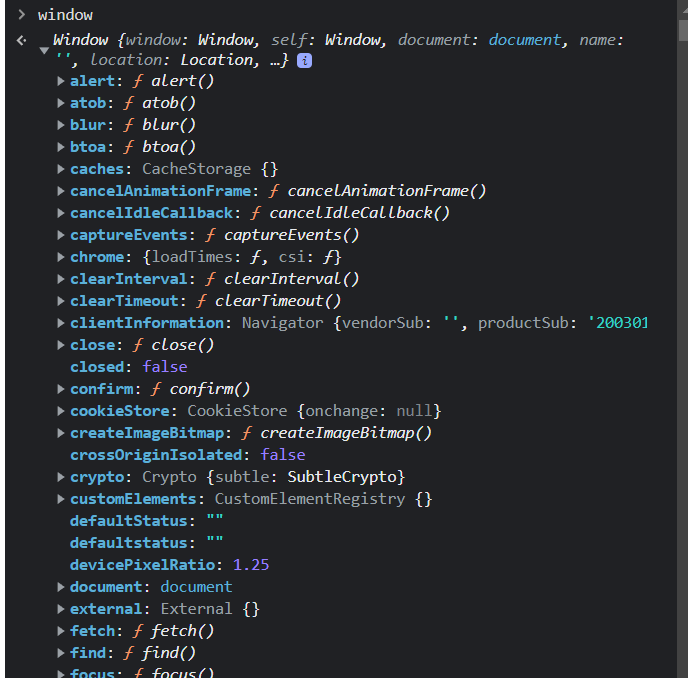 > window
Window {window: Window, self: Window, document: document, name:
'', location: Location, …} i
alert: ƒ alert()
atob: ƒ atob()
blur: ƒ blur()
btoa: ƒ btoa()
caches: CacheStorage {}
cancelAnimationFrame: ƒ cancelAnimationFrame()
cancelIdleCallback: ƒ cancelIdleCallback()
captureEvents: ƒ captureEvents()
chrome: {loadTimes: ƒ, csi: ƒ}
clearInterval: ƒ clearInterval()
clearTimeout: ƒ clearTimeout()
clientInformation: Navigator {vendorSub: '', productSub: '200301
close: ƒ close()
closed: false
confirm: ƒ confirm()
cookieStore: CookieStore {onchange: null}
createImageBitmap: ƒ createImageBitmap()
crossOriginIsolated: false
crypto: Crypto {subtle: SubtleCrypto}
customElements: CustomElementRegistry {}
defaultStatus: ""
defaultstatus: ""
devicePixelRatio: 1.25
document: document
external: External {}
fetch: ƒ fetch()
find: ƒ find()
focus: ƒ focus()